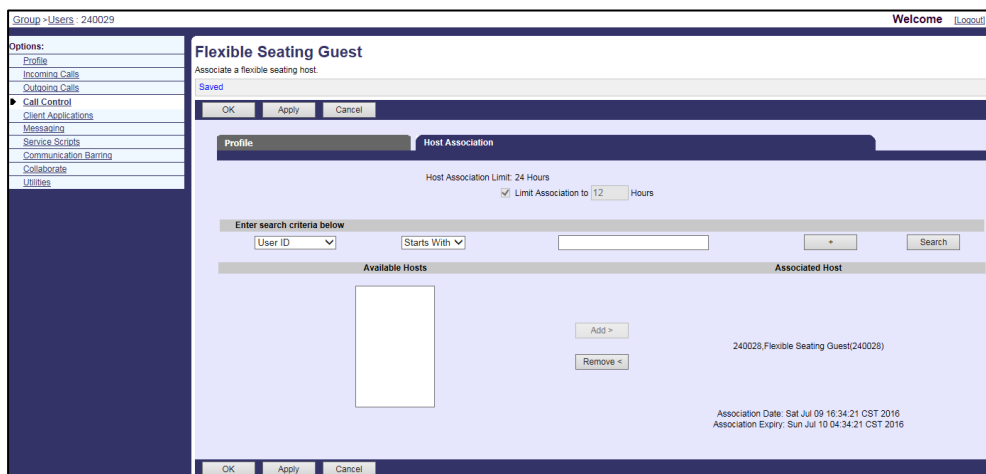 Group >Users : 240029
Welcome [Logout]
Options:
Profile
Incoming Calls
Outgoing Calls
Call Control
Client Applications
Messaging
Service Scripts
Communication Barring
Collaborate
Utilities
Flexible Seating Guest
Associate a flexible seating host.
Saved
OK Apply Cancel
Profile Host Association
Host Association Limit: 24 Hours
Limit Association to 12 Hours
Enter search criteria below
User ID Starts With + Search
Available Hosts Associated Host
Add >
Remove <
240028,Flexible Seating Guest(240028)
Association Date: Sat Jul 09 16:34:21 CST 2016
Association Expiry: Sun Jul 10 04:34:21 CST 2016
OK Apply Cancel